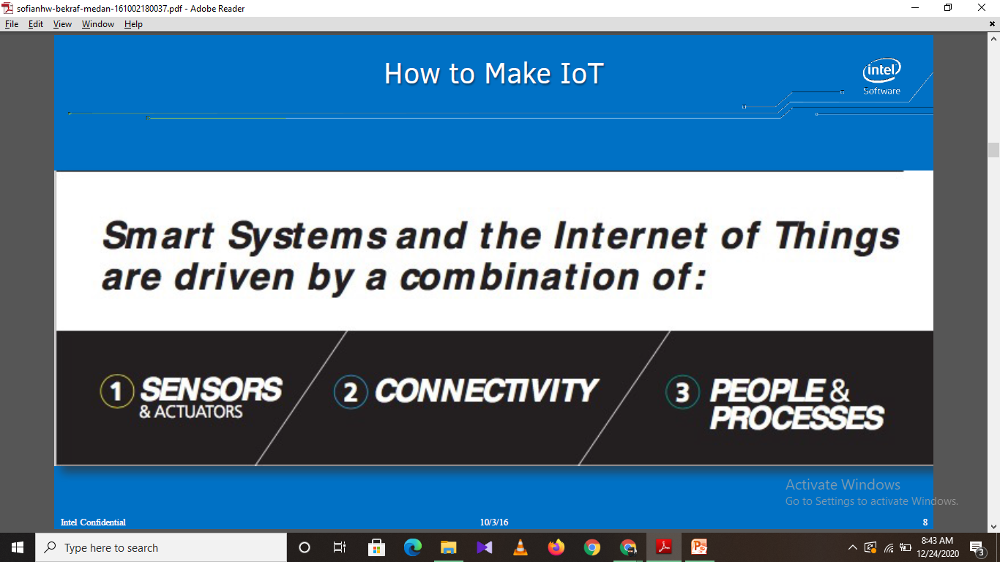 sofianhw-bekraf-medan-161002180037.pdf - Adobe Reader
File Edit View Window Help
How to Make IoT
intel
Software
Smart Systems and the Internet of Things
are driven by a combination of:
1 SENSORS
& ACTUATORS
2 CONNECTIVITY
3 PEOPLE &
PROCESSES
Activate Windows
Go to Settings to activate Windows.
Intel Confidential 10/3/16 8
Type here to search
8:43 AM
12/24/2020
3